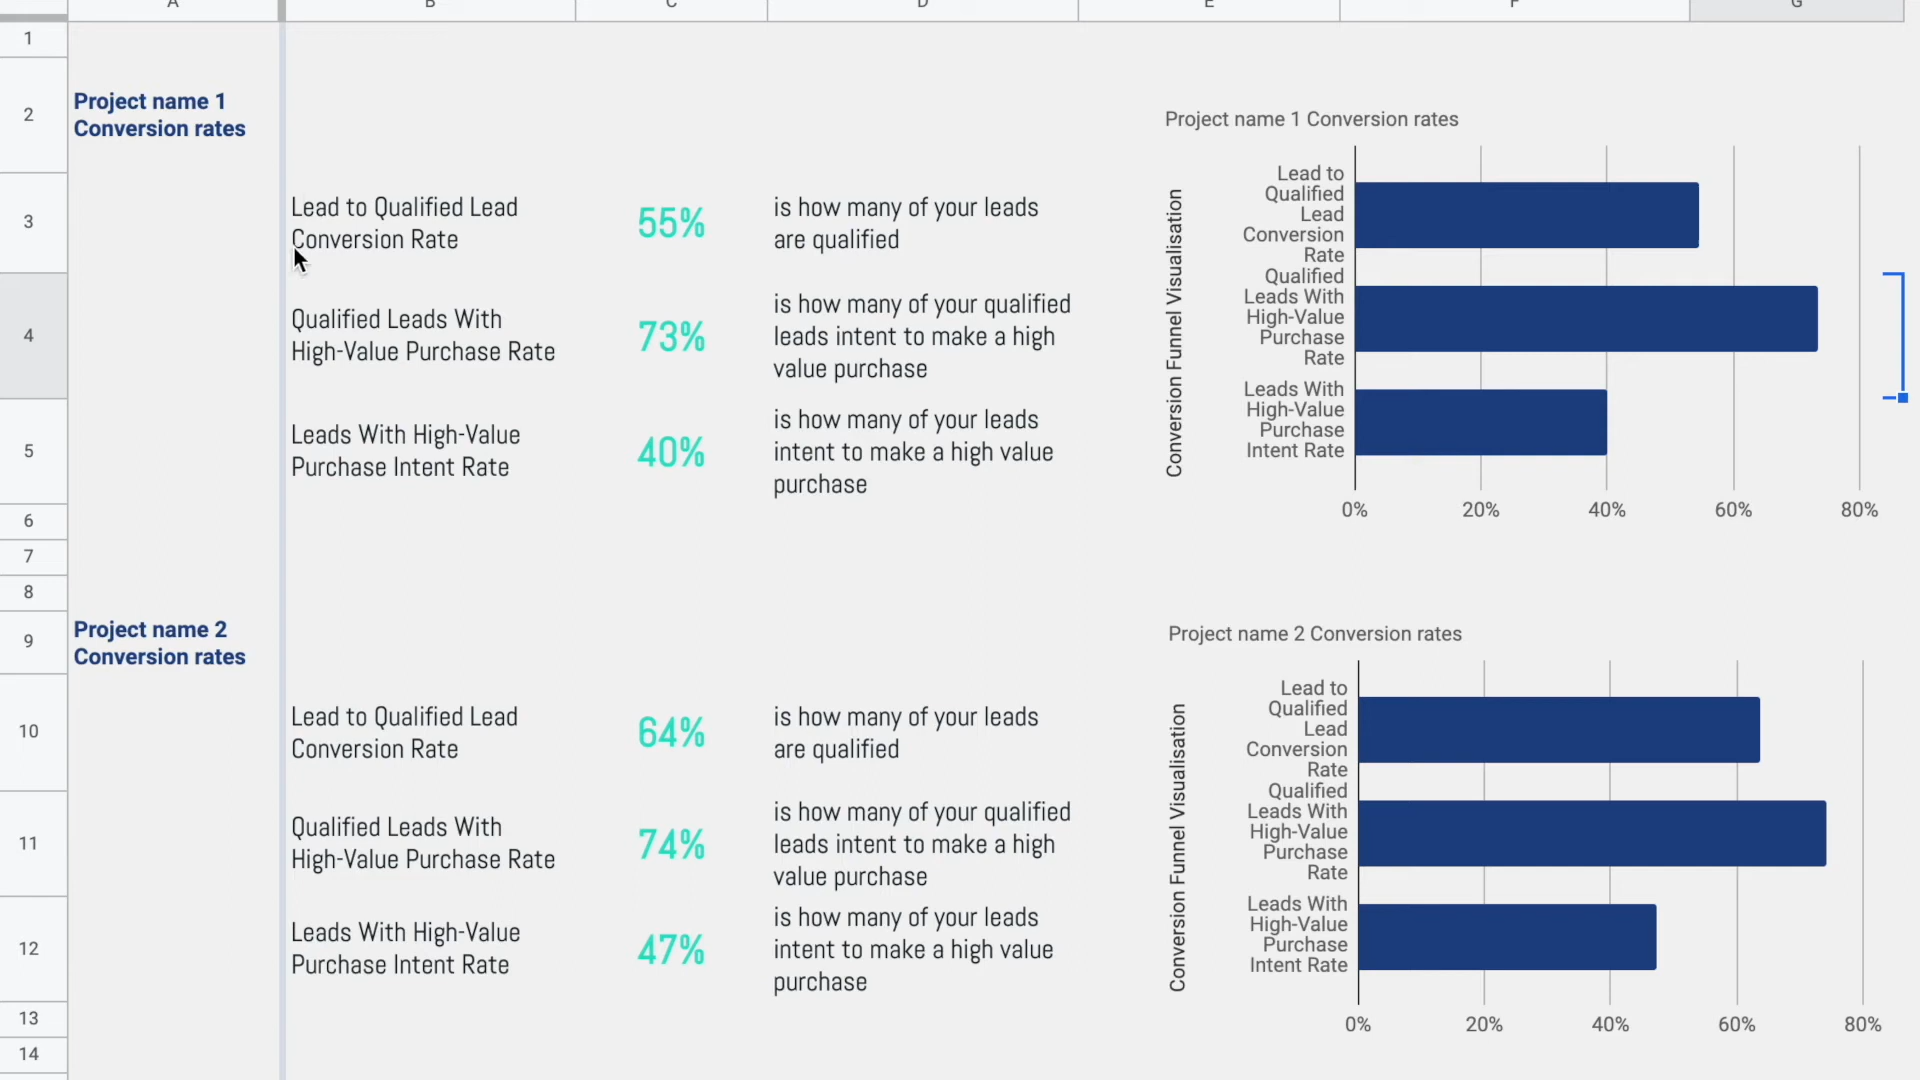 A B C D E F G
1
2
Project name 1
Conversion rates
3
Lead to Qualified Lead
Conversion Rate
55%
is how many of your leads
are qualified
4
Qualified Leads With
High-Value Purchase Rate
73%
is how many of your qualified
leads intent to make a high
value purchase
5
Leads With High-Value
Purchase Intent Rate
40%
is how many of your leads
intent to make a high value
purchase
Project name 1 Conversion rates
Conversion Funnel Visualisation
Lead to
Qualified
Lead
Conversion
Rate
Qualified
Leads With
High-Value
Purchase
Rate
Leads With
High-Value
Purchase
Intent Rate
0% 20% 40% 60% 80%
6
7
8
9
Project name 2
Conversion rates
10
Lead to Qualified Lead
Conversion Rate
64%
is how many of your leads
are qualified
11
Qualified Leads With
High-Value Purchase Rate
74%
is how many of your qualified
leads intent to make a high
value purchase
12
Leads With High-Value
Purchase Intent Rate
47%
is how many of your leads
intent to make a high value
purchase
Project name 2 Conversion rates
Conversion Funnel Visualisation
Lead to
Qualified
Lead
Conversion
Rate
Qualified
Leads With
High-Value
Purchase
Rate
Leads With
High-Value
Purchase
Intent Rate
0% 20% 40% 60% 80%
13
14